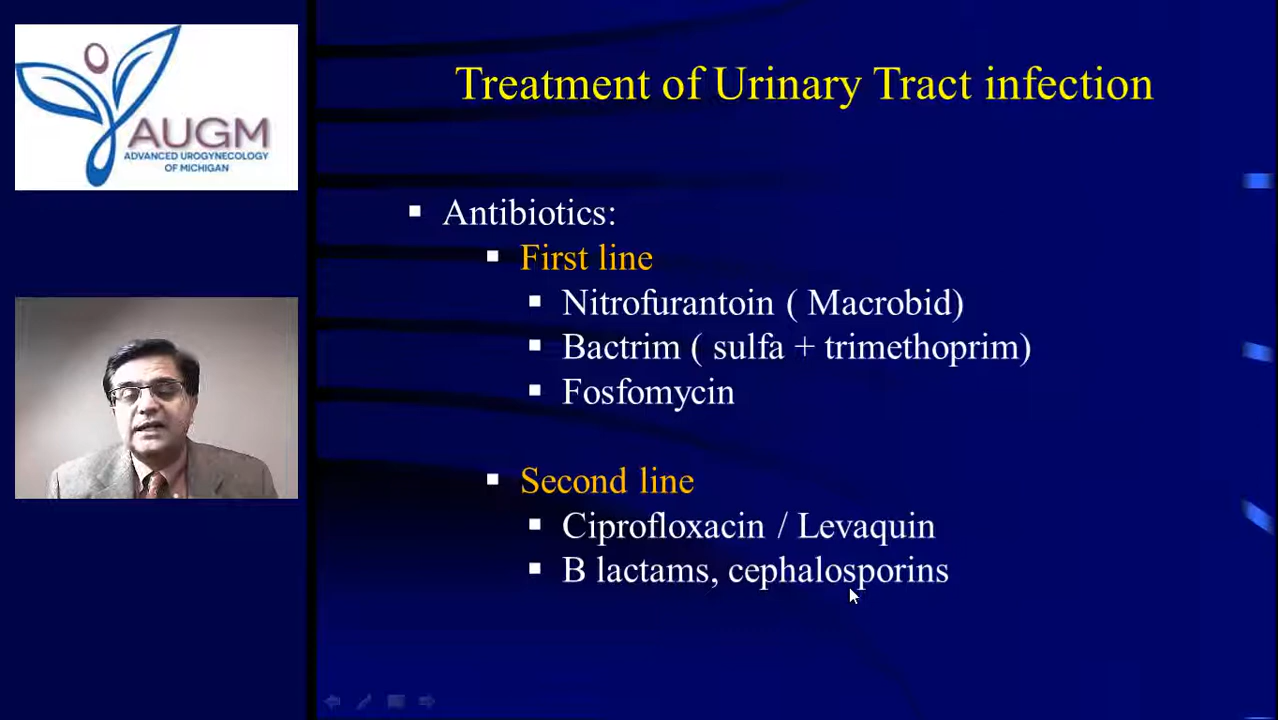 AUGM
ADVANCED UROGYNECOLOGY
OF MICHIGAN
Treatment of Urinary Tract infection
Antibiotics:
First line
Nitrofurantoin ( Macrobid)
Bactrim ( sulfa + trimethoprim)
Fosfomycin
Second line
Ciprofloxacin / Levaquin
B lactams, cephalosporins